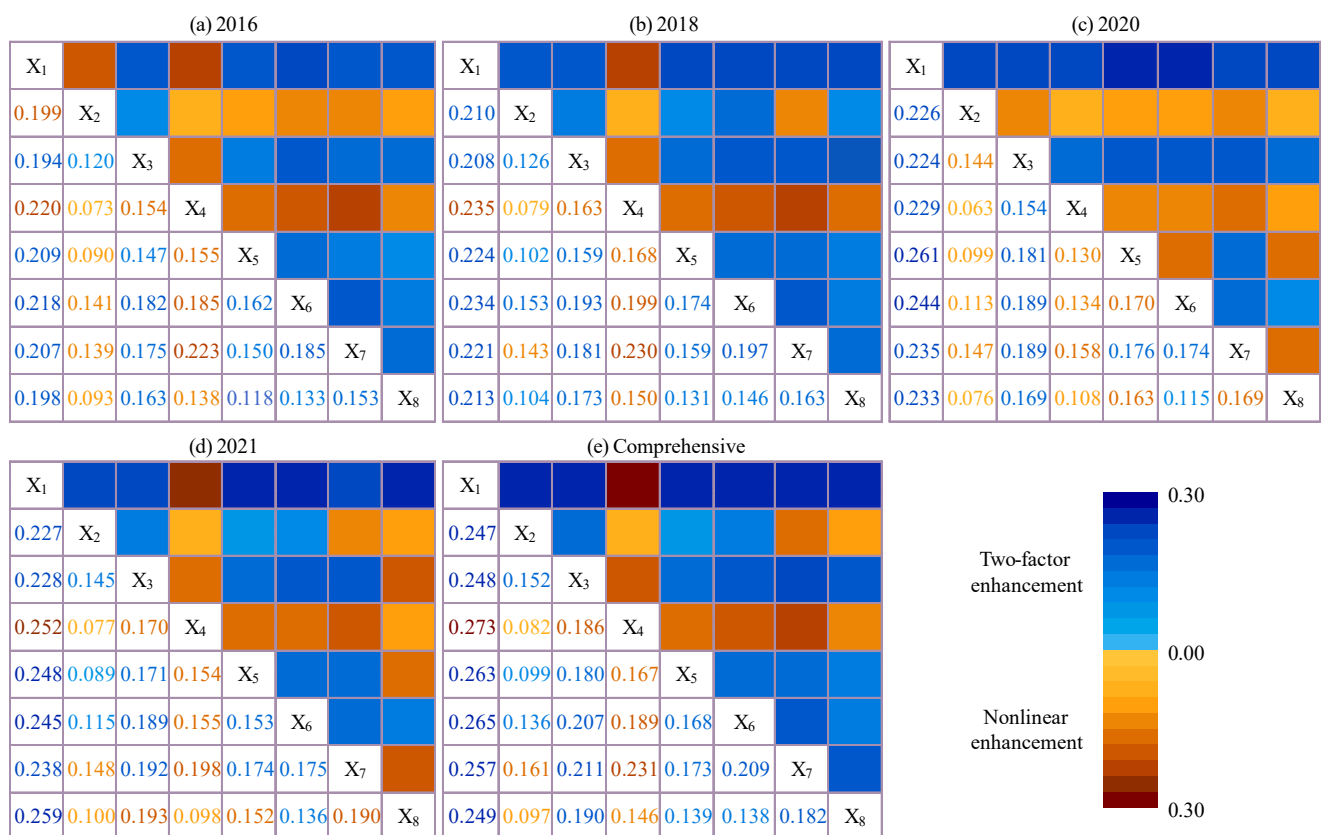 (a) 2016
(b) 2018
(c) 2020
X1
X1
X1
0.199 X2
0.210 X2
0.226 X2
0.194 0.120 X3
0.208 0.126 X3
0.224 0.144 X3
0.220 0.073 0.154 X4
0.235 0.079 0.163 X4
0.229 0.063 0.154 X4
0.209 0.090 0.147 0.155 X5
0.224 0.102 0.159 0.168 X5
0.261 0.099 0.181 0.130 X5
0.218 0.141 0.182 0.185 0.162 X6
0.234 0.153 0.193 0.199 0.174 X6
0.244 0.113 0.189 0.134 0.170 X6
0.207 0.139 0.175 0.223 0.150 0.185 X7
0.221 0.143 0.181 0.230 0.159 0.197 X7
0.235 0.147 0.189 0.158 0.176 0.174 X7
0.198 0.093 0.163 0.138 0.118 0.133 0.153 X8
0.213 0.104 0.173 0.150 0.131 0.146 0.163 X8
0.233 0.076 0.169 0.108 0.163 0.115 0.169 X8
(d) 2021
(e) Comprehensive
X1
X1
0.227 X2
0.247 X2
0.228 0.145 X3
0.248 0.152 X3
0.252 0.077 0.170 X4
0.273 0.082 0.186 X4
0.248 0.089 0.171 0.154 X5
0.263 0.099 0.180 0.167 X5
0.245 0.115 0.189 0.155 0.153 X6
0.265 0.136 0.207 0.189 0.168 X6
0.238 0.148 0.192 0.198 0.174 0.175 X7
0.257 0.161 0.211 0.231 0.173 0.209 X7
0.259 0.100 0.193 0.098 0.152 0.136 0.190 X8
0.249 0.097 0.190 0.146 0.139 0.138 0.182 X8
0.30
Two-factor
enhancement
0.00
Nonlinear
enhancement
0.30